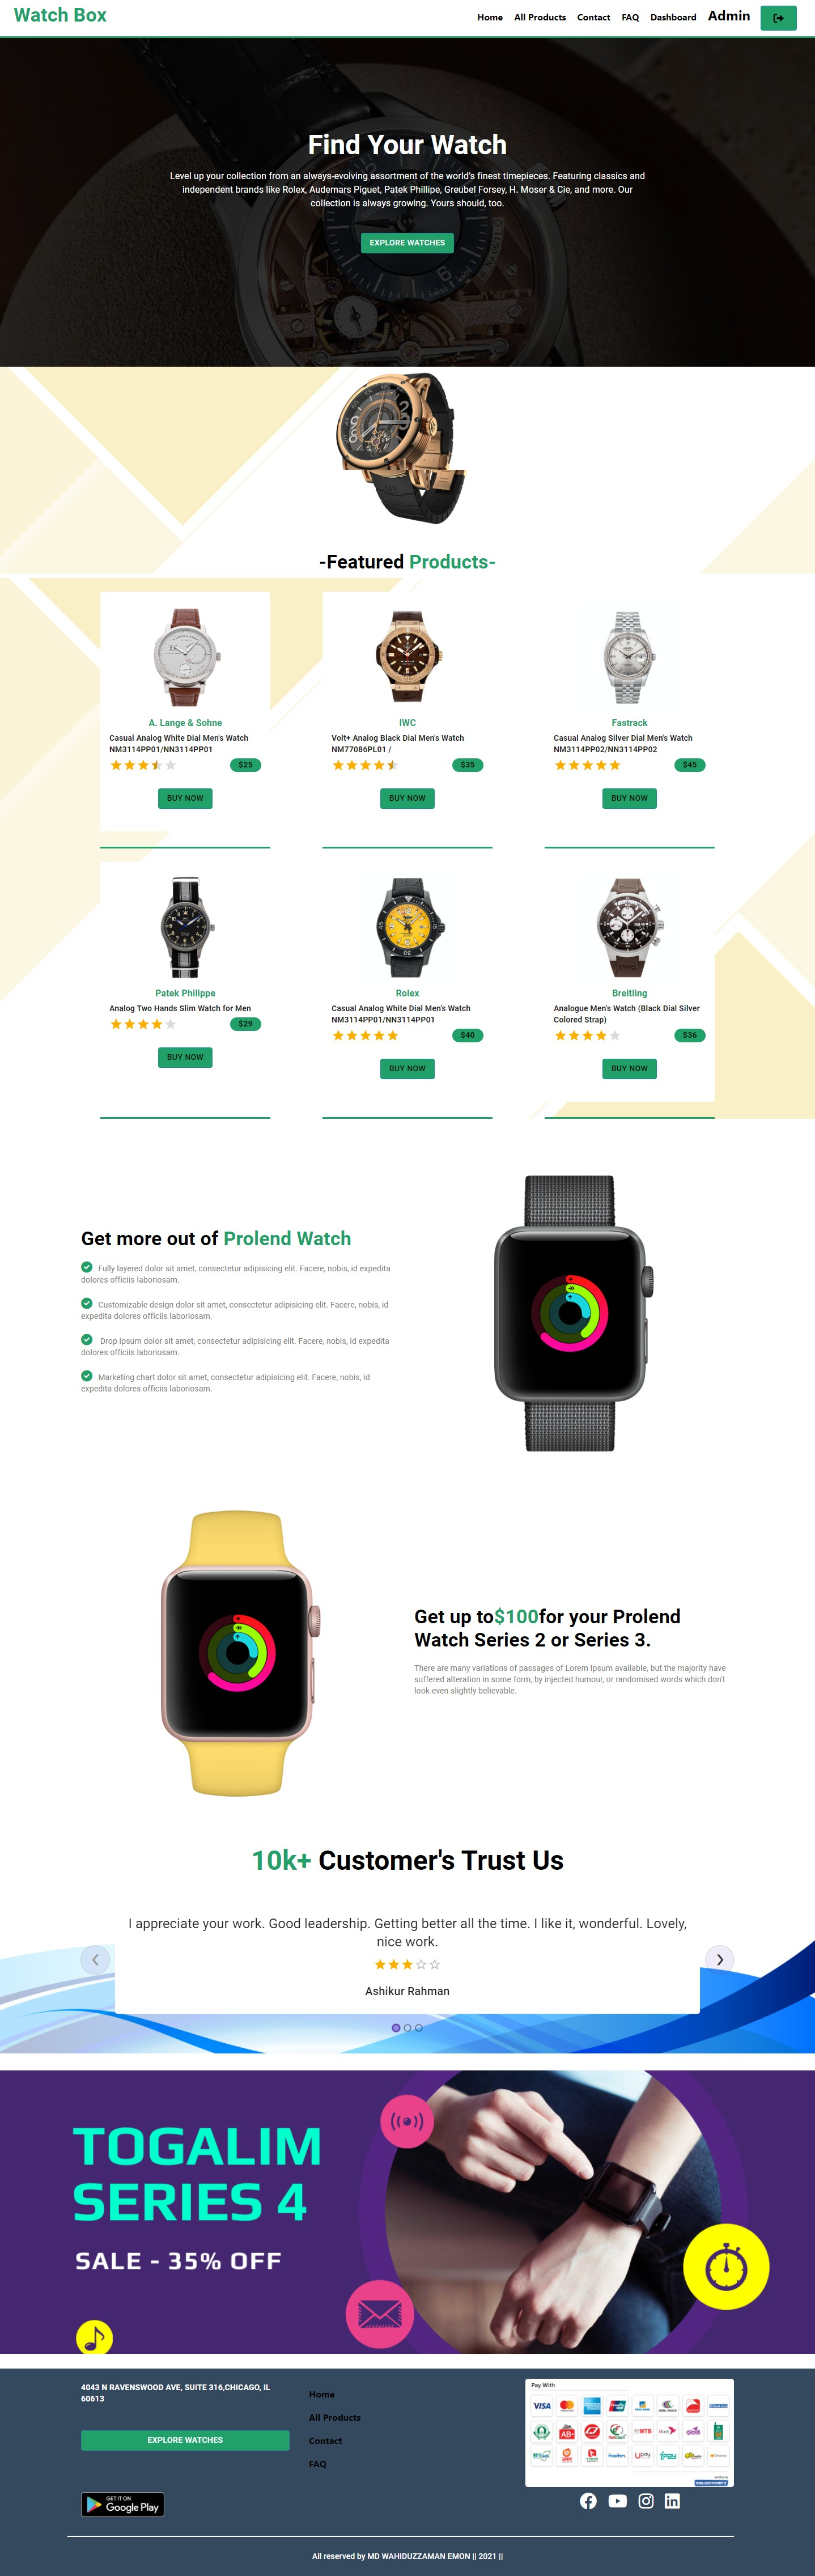 Watch Box
Home All Products Contact FAQ Dashboard Admin
Find Your Watch
Level up your collection from an always-evolving assortment of the world's finest timepieces. Featuring classics and
independent brands like Rolex, Audemars Piguet, Patek Phillipe, Greubel Forsey, H. Moser & Cie, and more. Our
collection is always growing. Yours should, too.
EXPLORE WATCHES
-Featured Products-
A. Lange & Sohne
Casual Analog White Dial Men's Watch
NM3114PP01/NN3114PP01
$25
BUY NOW
IWC
Volt+ Analog Black Dial Men's Watch
NM77086PL01 /
$35
BUY NOW
Fastrack
Casual Analog Silver Dial Men's Watch
NM3114PP02/NN3114PP02
$45
BUY NOW
Patek Philippe
Analog Two Hands Slim Watch for Men
$29
BUY NOW
Rolex
Casual Analog White Dial Men's Watch
NM3114PP01/NN3114PP01
$40
BUY NOW
Breitling
Analogue Men's Watch (Black Dial Silver
Colored Strap)
$36
BUY NOW
Get more out of Prolend Watch
Fully layered dolor sit amet, consectetur adipisicing elit. Facere, nobis, id expedita
dolores officiis laboriosam.
Customizable design dolor sit amet, consectetur adipisicing elit. Facere, nobis, id
expedita dolores officiis laboriosam.
Drop ipsum dolor sit amet, consectetur adipisicing elit. Facere, nobis, id expedita
dolores officiis laboriosam.
Marketing chart dolor sit amet, consectetur adipisicing elit. Facere, nobis, id
expedita dolores officiis laboriosam.
Get up to$100for your Prolend
Watch Series 2 or Series 3.
There are many variations of passages of Lorem Ipsum available, but the majority have
suffered alteration in some form, by injected humour, or randomised words which don't
look even slightly believable.
10k+ Customer's Trust Us
I appreciate your work. Good leadership. Getting better all the time. I like it, wonderful. Lovely,
nice work.
Ashikur Rahman
TOGALIM
SERIES 4
SALE - 35% OFF
4043 N RAVENSWOOD AVE, SUITE 316,CHICAGO, IL
60613
EXPLORE WATCHES
GET IT ON
Google Play
Home
All Products
Contact
FAQ
Pay With
VISA
All reserved by MD WAHIDUZZAMAN EMON || 2021 ||